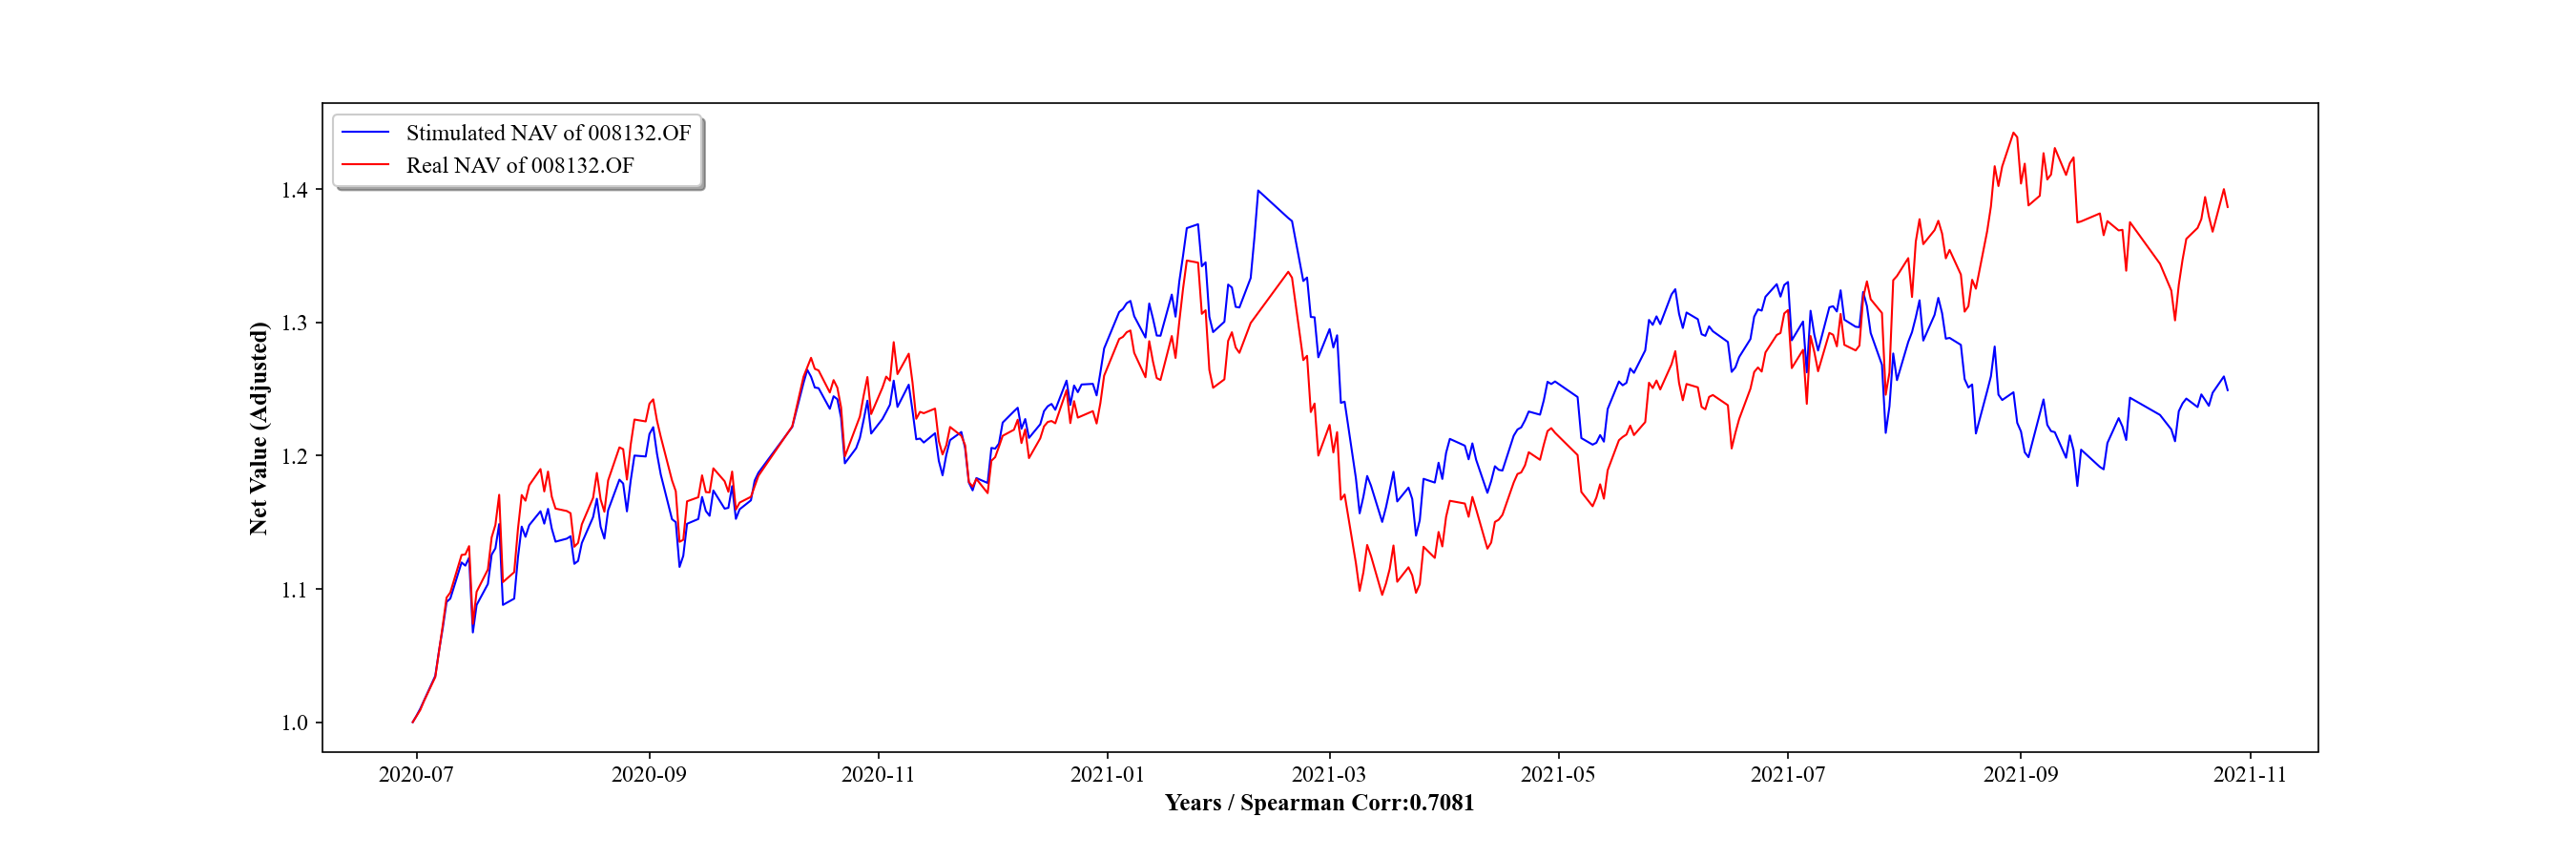 Stimulated NAV of 008132.OF
Real NAV of 008132.OF
1.4
1.3
1.2
1.1
1.0
Net Value (Adjusted)
2020-07 2020-09 2020-11 2021-01 2021-03 2021-05 2021-07 2021-09 2021-11
Years / Spearman Corr:0.7081